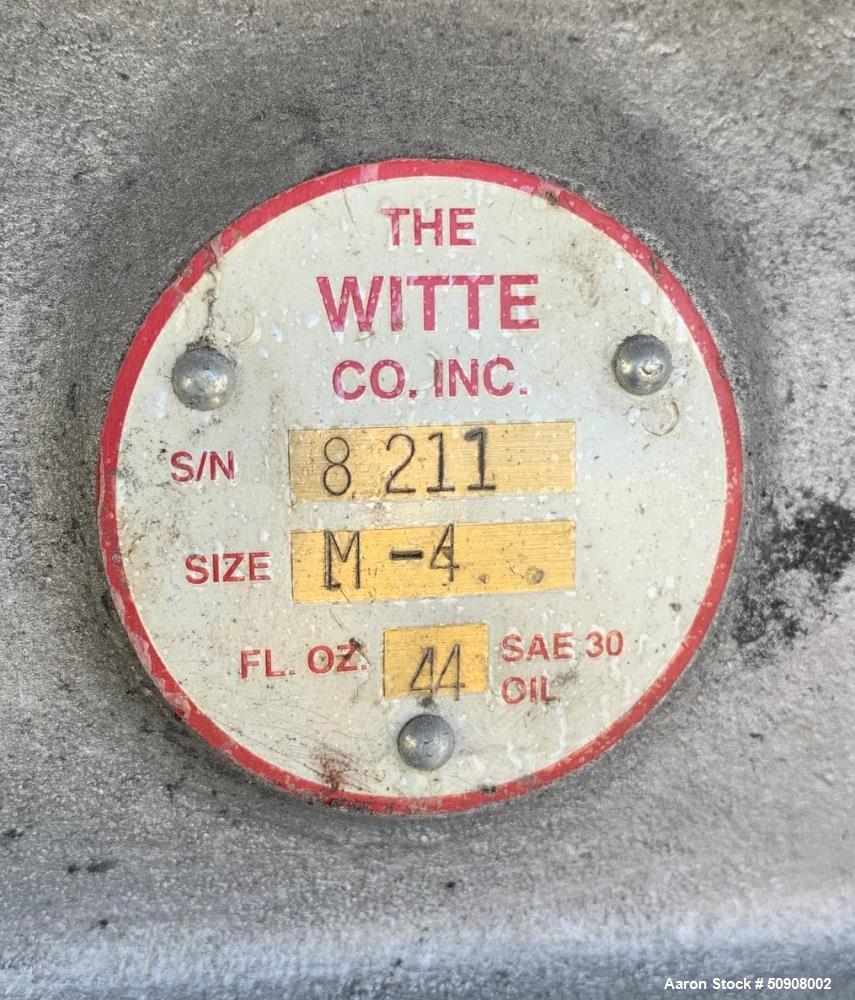 THE
WITTE
CO. INC.
S/N 8 211
SIZE M-4
FL. OZ. 44 SAE 30
OIL
Aaron Stock # 50908002